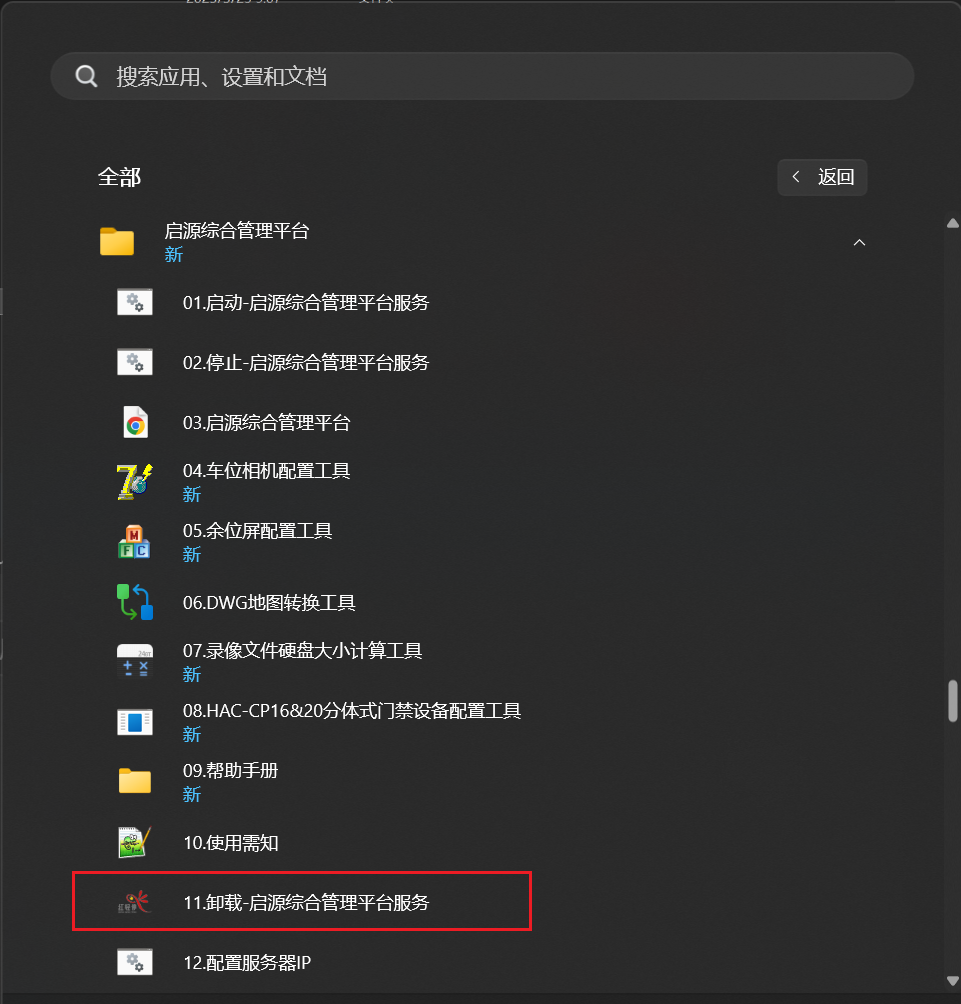 搜索应用、设置和文档
全部
返回
启源综合管理平台
新
01.启动-启源综合管理平台服务
02.停止-启源综合管理平台服务
03.启源综合管理平台
04.车位相机配置工具
新
05.余位屏配置工具
新
06.DWG地图转换工具
07.录像文件硬盘大小计算工具
新
08.HAC-CP16&20分体式门禁设备配置工具
新
09.帮助手册
新
10.使用需知
11.卸载-启源综合管理平台服务
12.配置服务器IP